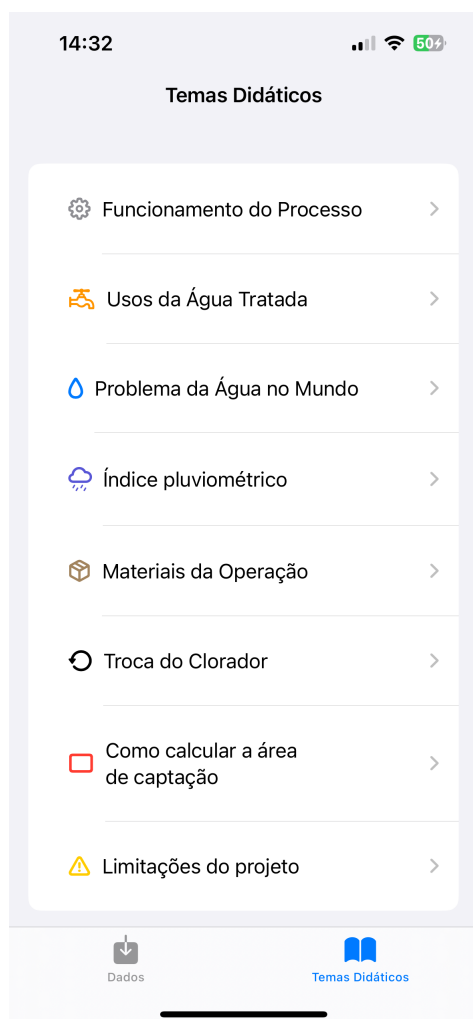 14:32
50
Temas Didáticos
Funcionamento do Processo
Usos da Água Tratada
Problema da Água no Mundo
Índice pluviométrico
Materiais da Operação
Troca do Clorador
Como calcular a área
de captação
Limitações do projeto
Dados
Temas Didáticos